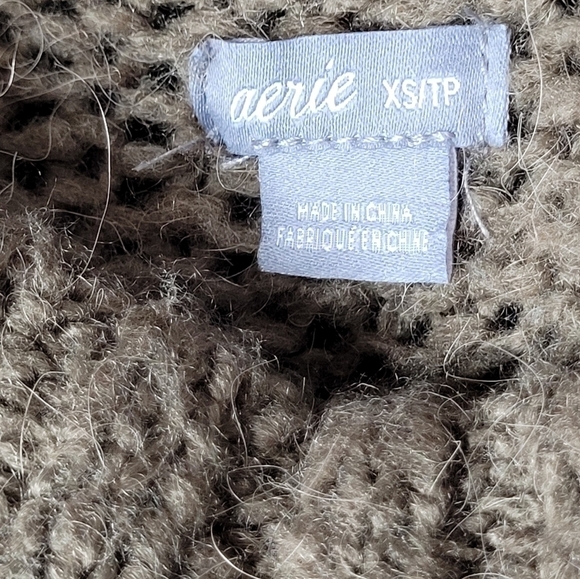 aerie XS/TP
MADE IN CHINA
FABRIQUÉ EN CHINE